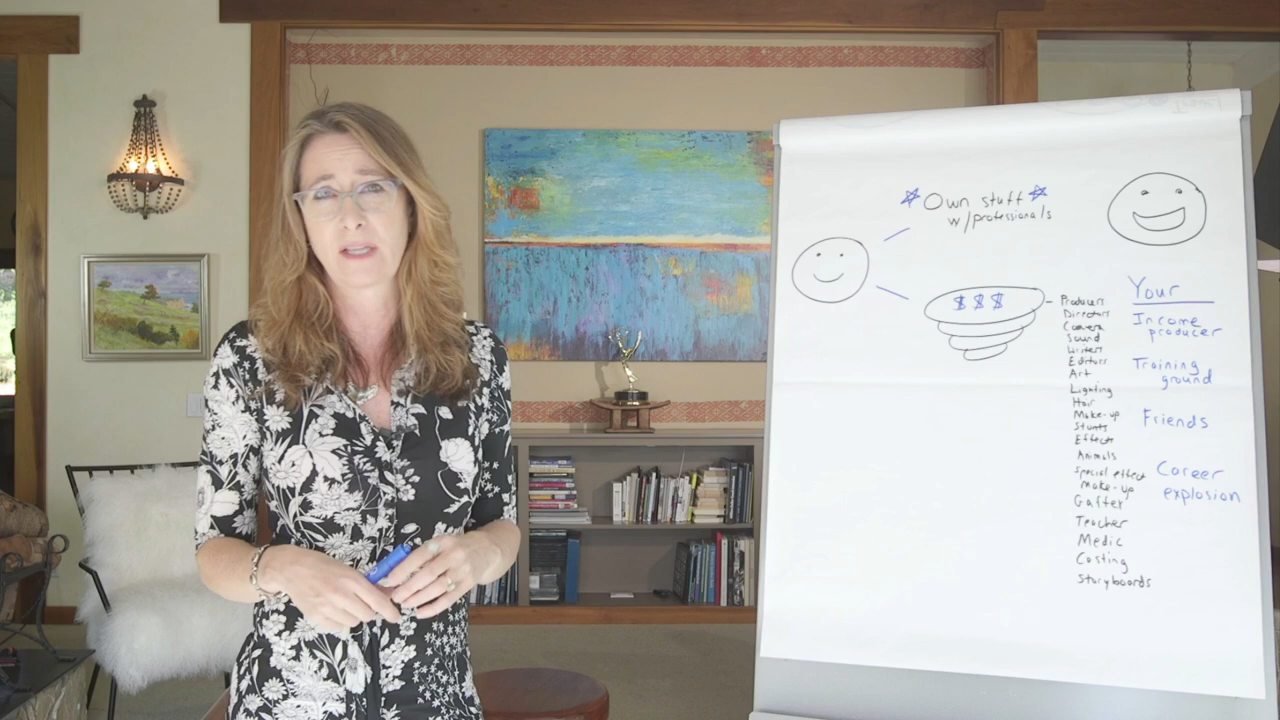 Own stuff
w/professionals
$ $ $
Producers
Directors
Camera
Sound
Writers
Editors
Art
Lighting
Hair
Make-up
Stunts
Effects
Animals
Special effect
Make-up
Gaffer
Teacher
Medic
Casting
Storyboards
Your
Income
producer
Training
ground
Friends
Career
explosion